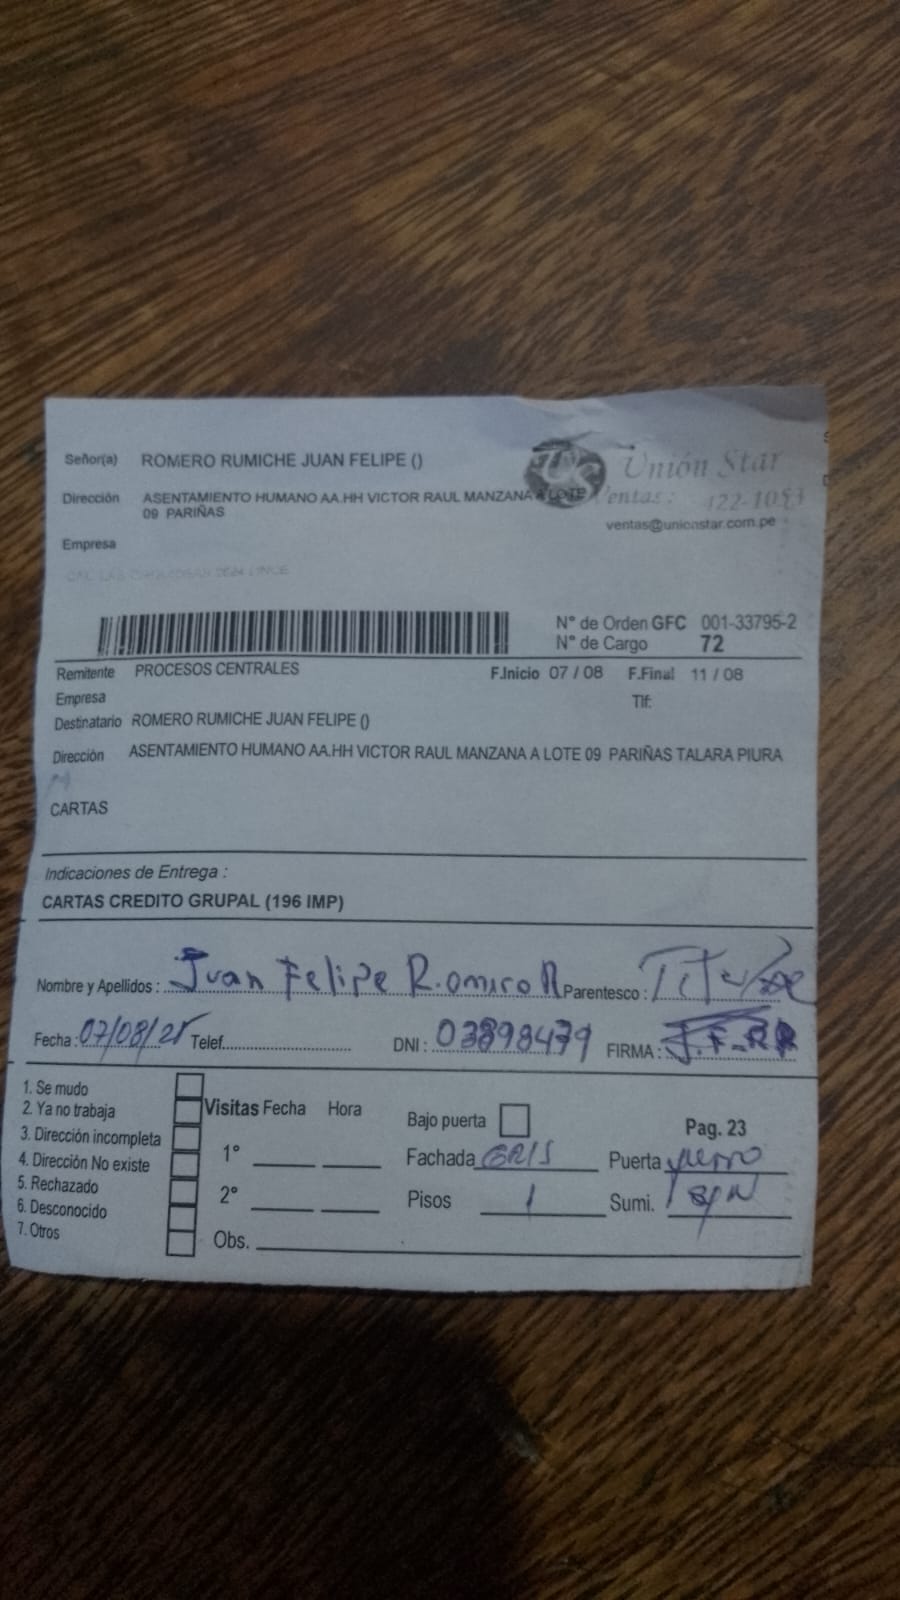 Señor(a) ROMERO RUMICHE JUAN FELIPE ()
Unión Star
Dirección ASENTAMIENTO HUMANO AA.HH VICTOR RAUL MANZANA A LOTE
Ventas: 422-1083
09 PARIÑAS
ventas@unionstar.com.pe
Empresa
N° de Orden GFC 001-33795-2
N° de Cargo 72
Remitente PROCESOS CENTRALES F.Inicio 07 / 08 F.Final 11 / 08
Empresa Tlf:
Destinatario ROMERO RUMICHE JUAN FELIPE ()
Dirección ASENTAMIENTO HUMANO AA.HH VICTOR RAUL MANZANA A LOTE 09 PARIÑAS TALARA PIURA
CARTAS
Indicaciones de Entrega :
CARTAS CREDITO GRUPAL (196 IMP)
Nombre y Apellidos : Juan Felipe Romero R Parentesco : Titular
Fecha : 07/08/25 Telef. DNI : 03898479 FIRMA : J.F.RR
1. Se mudo
2. Ya no trabaja Visitas Fecha Hora Bajo puerta Pag. 23
3. Dirección incompleta
4. Dirección No existe 1° Fachada GRIS Puerta
5. Rechazado
6. Desconocido 2° Pisos 1 Sumi. S/N
7. Otros Obs.